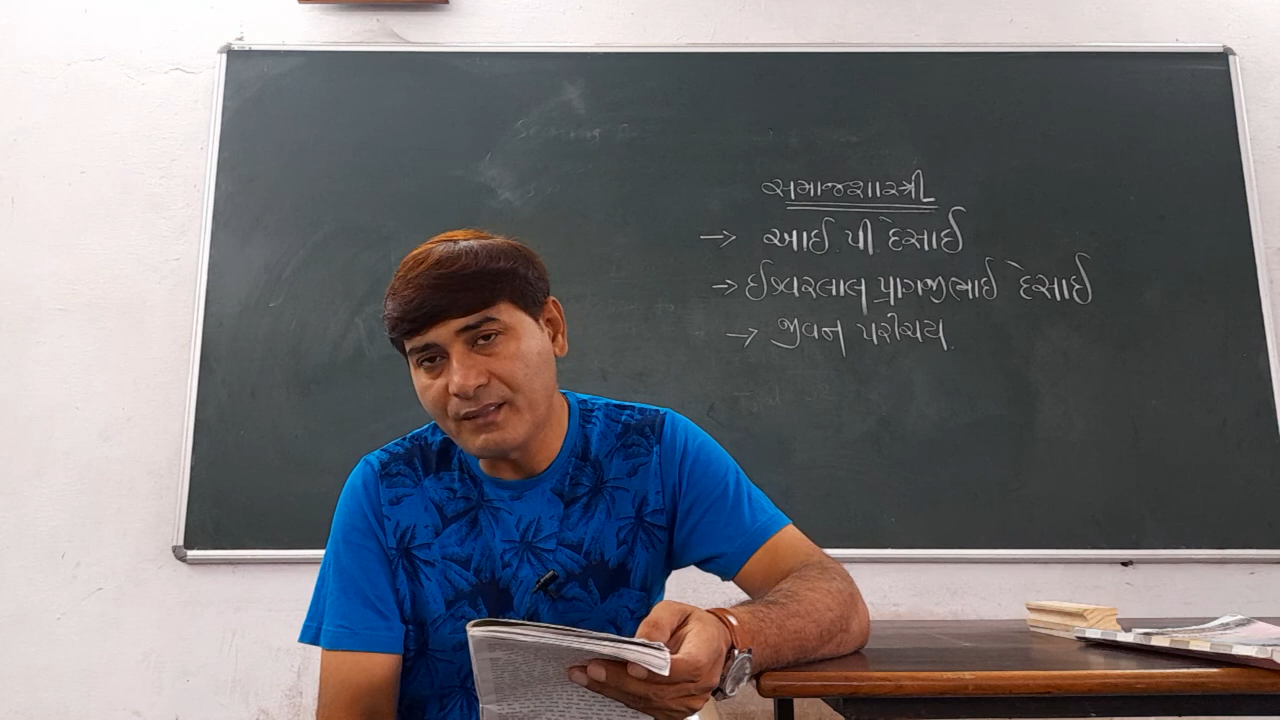 સમાજશાસ્ત્રી
→ આઈ. પી. દેસાઈ
→ ઈશ્વરલાલ પ્રાગજીભાઈ દેસાઈ
→ જીવન પરીચય.